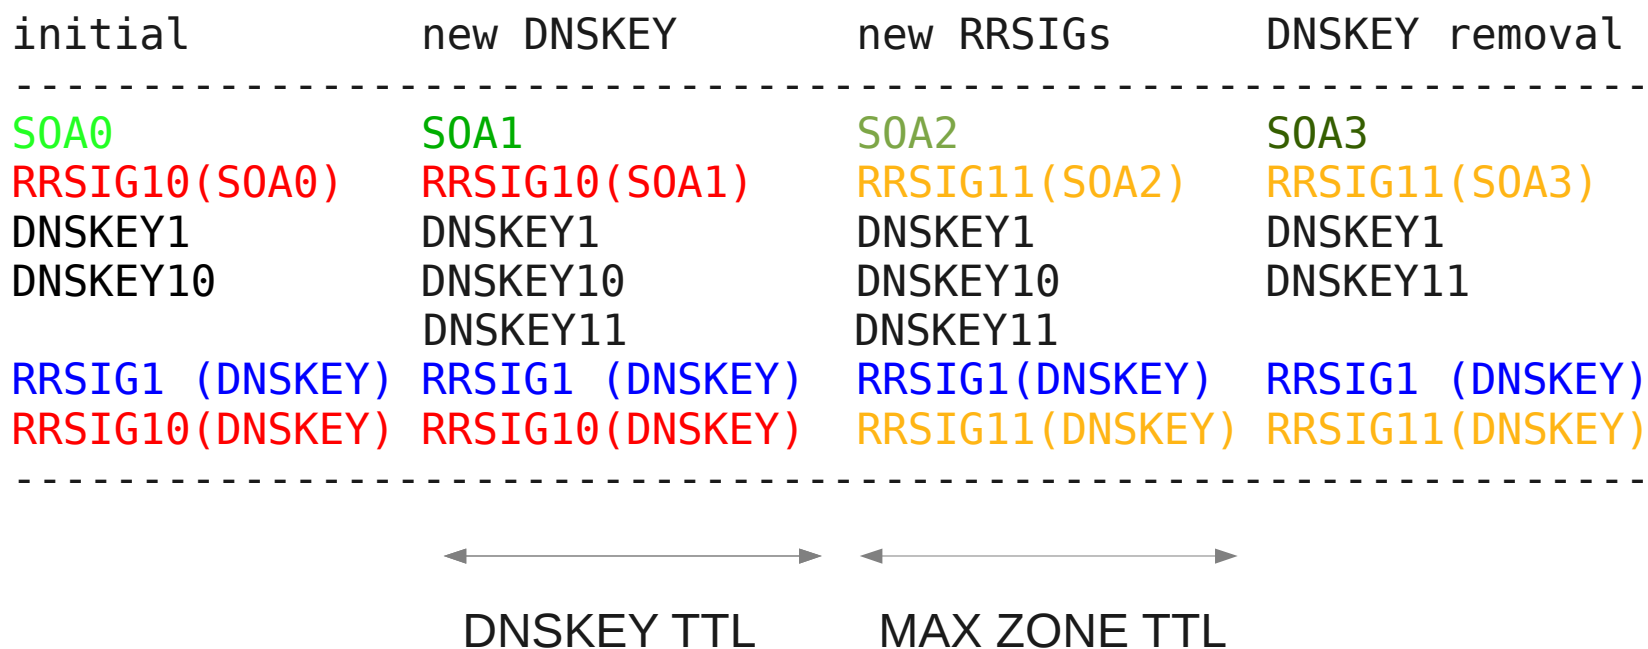 initial new DNSKEY new RRSIGs DNSKEY removal
----------------------------------------------------------------
SOA0 SOA1 SOA2 SOA3
RRSIG10(SOA0) RRSIG10(SOA1) RRSIG11(SOA2) RRSIG11(SOA3)
DNSKEY1 DNSKEY1 DNSKEY1 DNSKEY1
DNSKEY10 DNSKEY10 DNSKEY10 DNSKEY11
DNSKEY11 DNSKEY11
RRSIG1 (DNSKEY) RRSIG1 (DNSKEY) RRSIG1(DNSKEY) RRSIG1 (DNSKEY)
RRSIG10(DNSKEY) RRSIG10(DNSKEY) RRSIG11(DNSKEY) RRSIG11(DNSKEY)
----------------------------------------------------------------
DNSKEY TTL MAX ZONE TTL